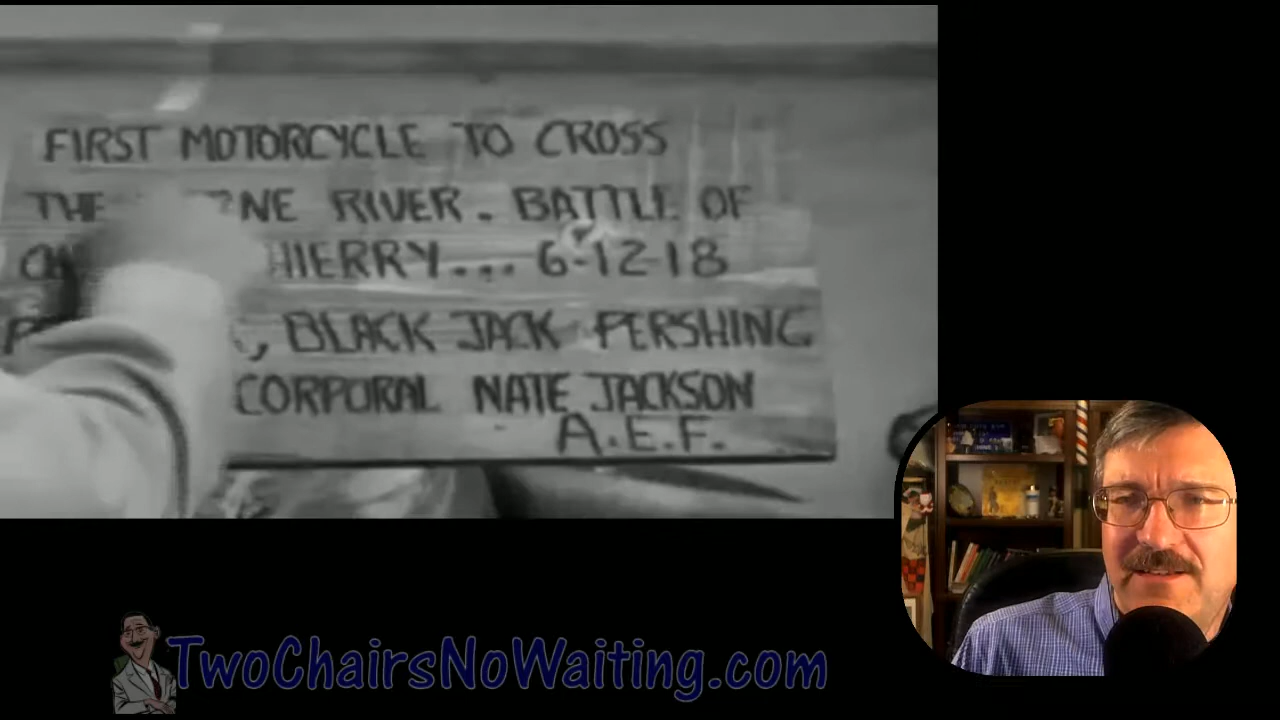 FIRST MOTORCYCLE TO CROSS
THE NE RIVER. BATTLE OF
HIERRY... 6-12-18
, BLACK JACK PERSHING
CORPORAL NATE JACKSON
A.E.F.
TwoChairsNoWaiting.com